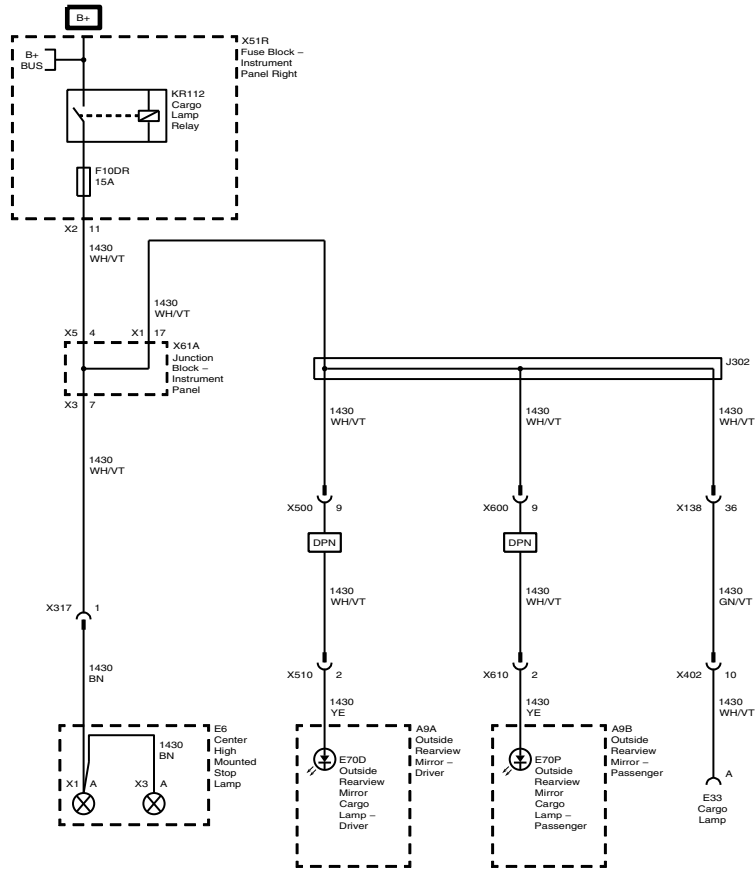 B+
B+
BUS
X51R
Fuse Block –
Instrument
Panel Right
KR112
Cargo
Lamp
Relay
F10DR
15A
X2 11
1430
WH/VT
1430
WH/VT
X5 4
X1 17
X61A
Junction
Block –
Instrument
Panel
X3 7
J302
1430
WH/VT
1430
WH/VT
1430
WH/VT
1430
WH/VT
X500 9
X600 9
X138 36
DPN
DPN
1430
WH/VT
1430
WH/VT
1430
GN/VT
X317 1
1430
BN
X510 2
X610 2
X402 10
1430
YE
1430
YE
1430
WH/VT
E6
Center
High
Mounted
Stop
Lamp
1430
BN
X1 A
X3 A
A9A
Outside
Rearview
Mirror –
Driver
E70D
Outside
Rearview
Mirror
Cargo
Lamp –
Driver
A9B
Outside
Rearview
Mirror –
Passenger
E70P
Outside
Rearview
Mirror
Cargo
Lamp –
Passenger
A
E33
Cargo
Lamp